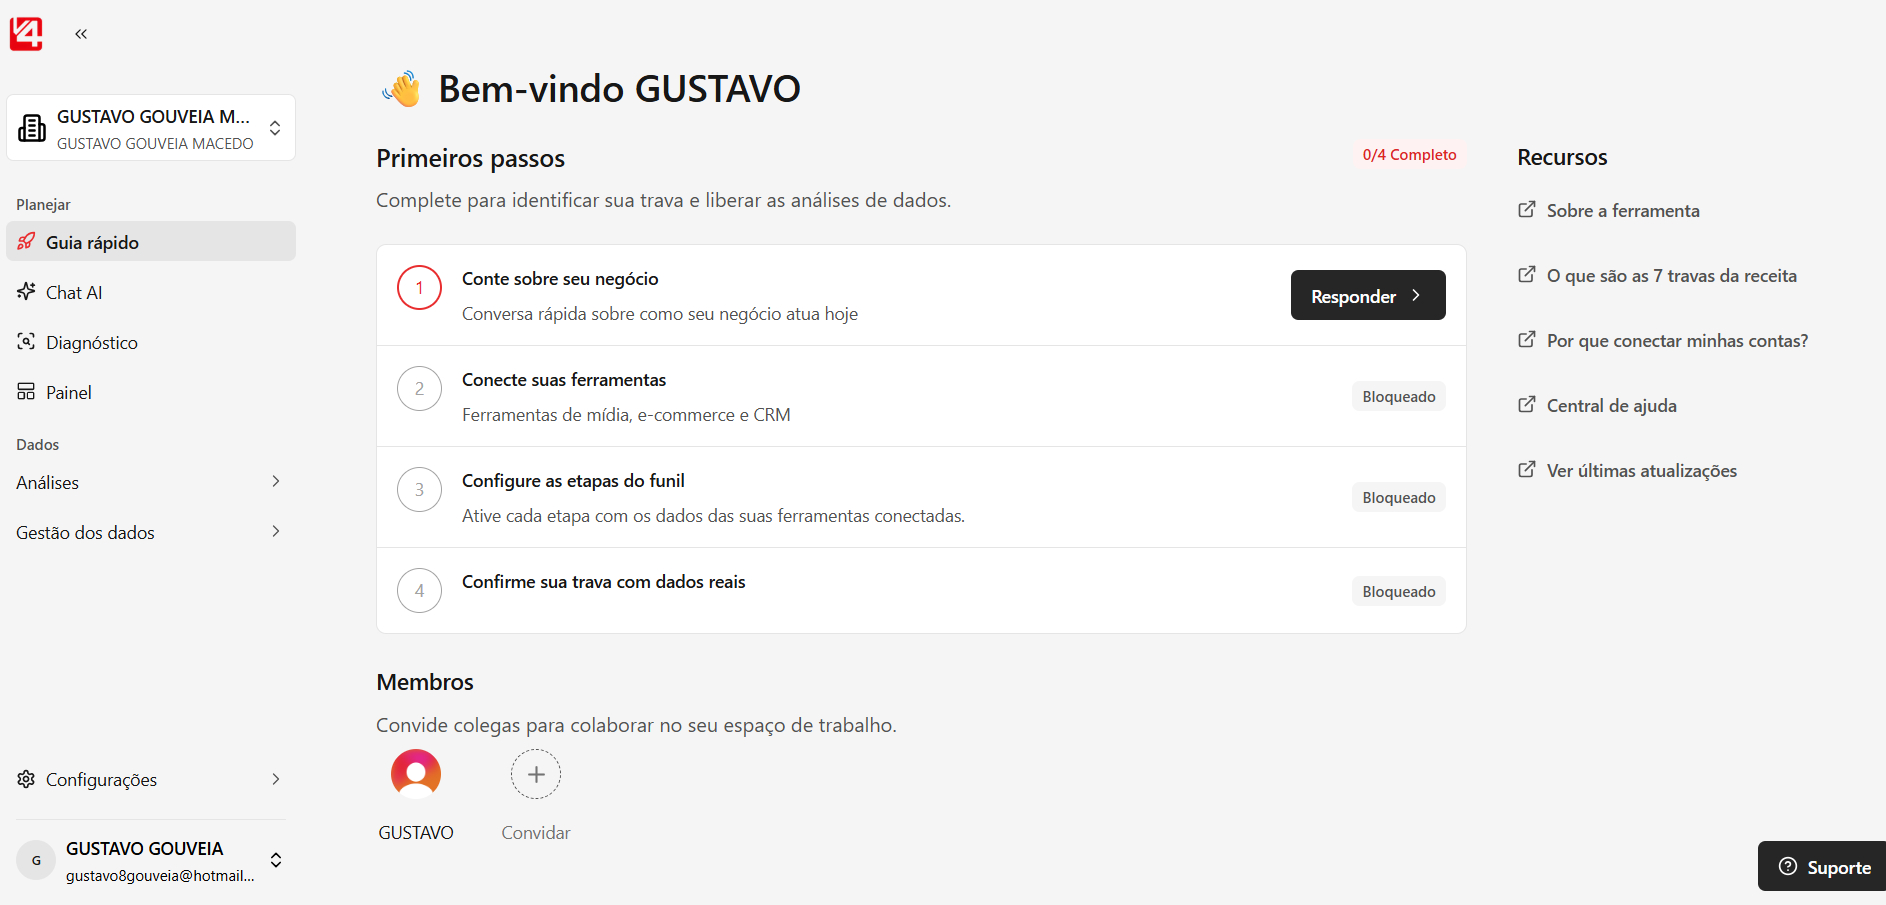 V4
GUSTAVO GOUVEIA M...
GUSTAVO GOUVEIA MACEDO
Planejar
Guia rápido
Chat AI
Diagnóstico
Painel
Dados
Análises
Gestão dos dados
Configurações
G
GUSTAVO GOUVEIA
gustavo8gouveia@hotmail...
👋 Bem-vindo GUSTAVO
Primeiros passos
0/4 Completo
Complete para identificar sua trava e liberar as análises de dados.
1
Conte sobre seu negócio
Conversa rápida sobre como seu negócio atua hoje
Responder
2
Conecte suas ferramentas
Ferramentas de mídia, e-commerce e CRM
Bloqueado
3
Configure as etapas do funil
Ative cada etapa com os dados das suas ferramentas conectadas.
Bloqueado
4
Confirme sua trava com dados reais
Bloqueado
Membros
Convide colegas para colaborar no seu espaço de trabalho.
GUSTAVO
Convidar
Recursos
Sobre a ferramenta
O que são as 7 travas da receita
Por que conectar minhas contas?
Central de ajuda
Ver últimas atualizações
Suporte